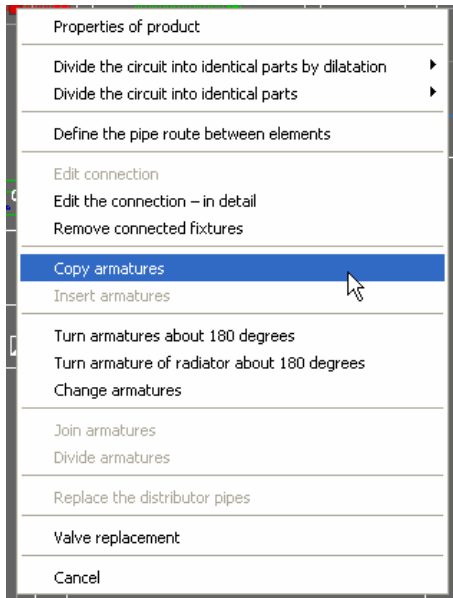 Properties of product
Divide the circuit into identical parts by dilatation
Divide the circuit into identical parts
Define the pipe route between elements
Edit connection
Edit the connection – in detail
Remove connected fixtures
Copy armatures
Insert armatures
Turn armatures about 180 degrees
Turn armature of radiator about 180 degrees
Change armatures
Join armatures
Divide armatures
Replace the distributor pipes
Valve replacement
Cancel